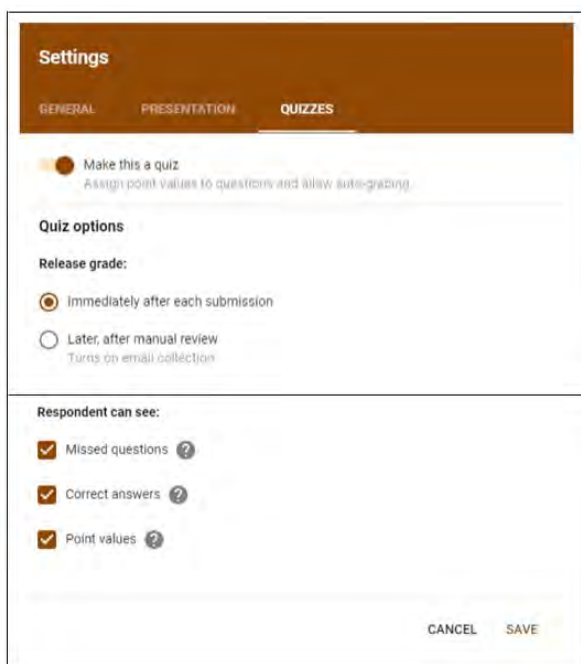 Settings
GENERAL PRESENTATION QUIZZES
Make this a quiz
Assign point values to questions and allow auto-grading.
Quiz options
Release grade:
Immediately after each submission
Later, after manual review
Turns on email collection
Respondent can see:
Missed questions ?
Correct answers ?
Point values ?
CANCEL SAVE